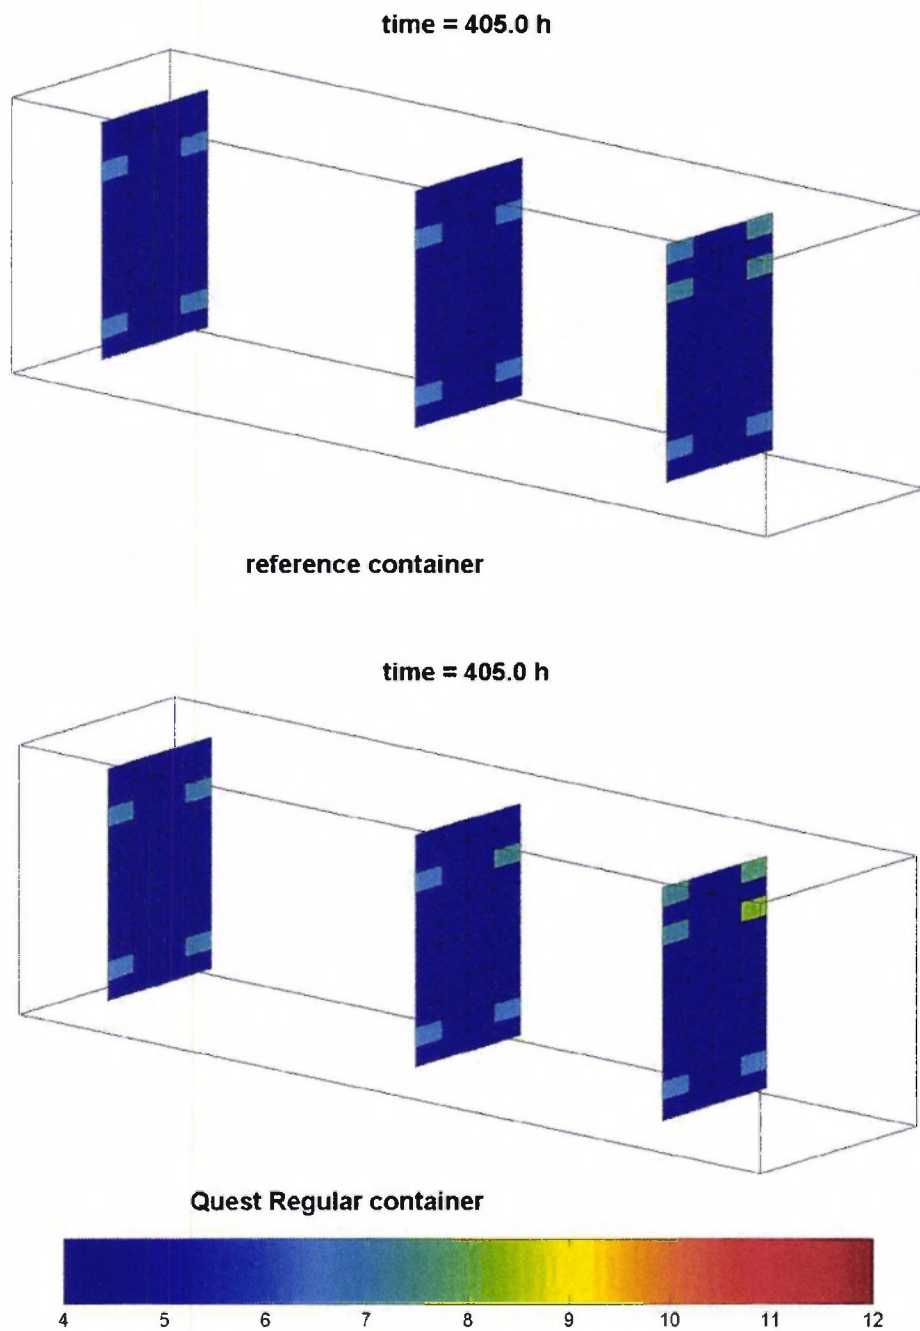 time = 405.0 h
reference container
time = 405.0 h
Quest Regular container
4 5 6 7 8 9 10 11 12